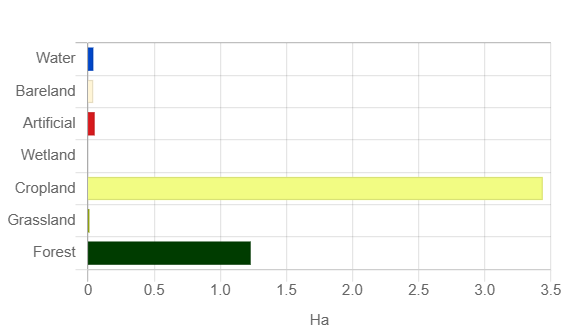 Water
Bareland
Artificial
Wetland
Cropland
Grassland
Forest
0 0.5 1.0 1.5 2.0 2.5 3.0 3.5
Ha